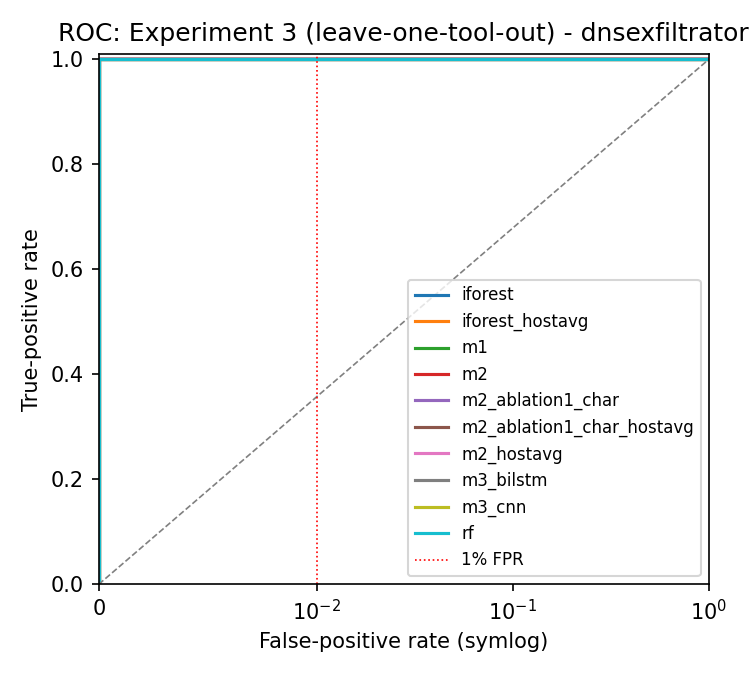 ROC: Experiment 3 (leave-one-tool-out) - dnsexfiltrator
True-positive rate
1.0
0.8
0.6
0.4
0.2
0.0
iforest
iforest_hostavg
m1
m2
m2_ablation1_char
m2_ablation1_char_hostavg
m2_hostavg
m3_bilstm
m3_cnn
rf
1% FPR
0 10⁻² 10⁻¹ 10⁰
False-positive rate (symlog)